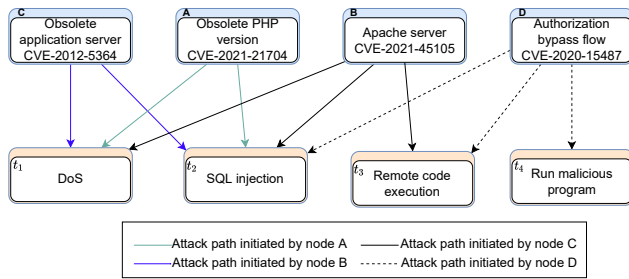 C
A
B
D
Obsolete
application server
CVE-2012-5364
Obsolete PHP
version
CVE-2021-21704
Apache server
CVE-2021-45105
Authorization
bypass flow
CVE-2020-15487
t1
DoS
t2
SQL injection
t3
Remote code
execution
t4
Run malicious
program
Attack path initiated by node A
Attack path initiated by node C
Attack path initiated by node B
Attack path initiated by node D